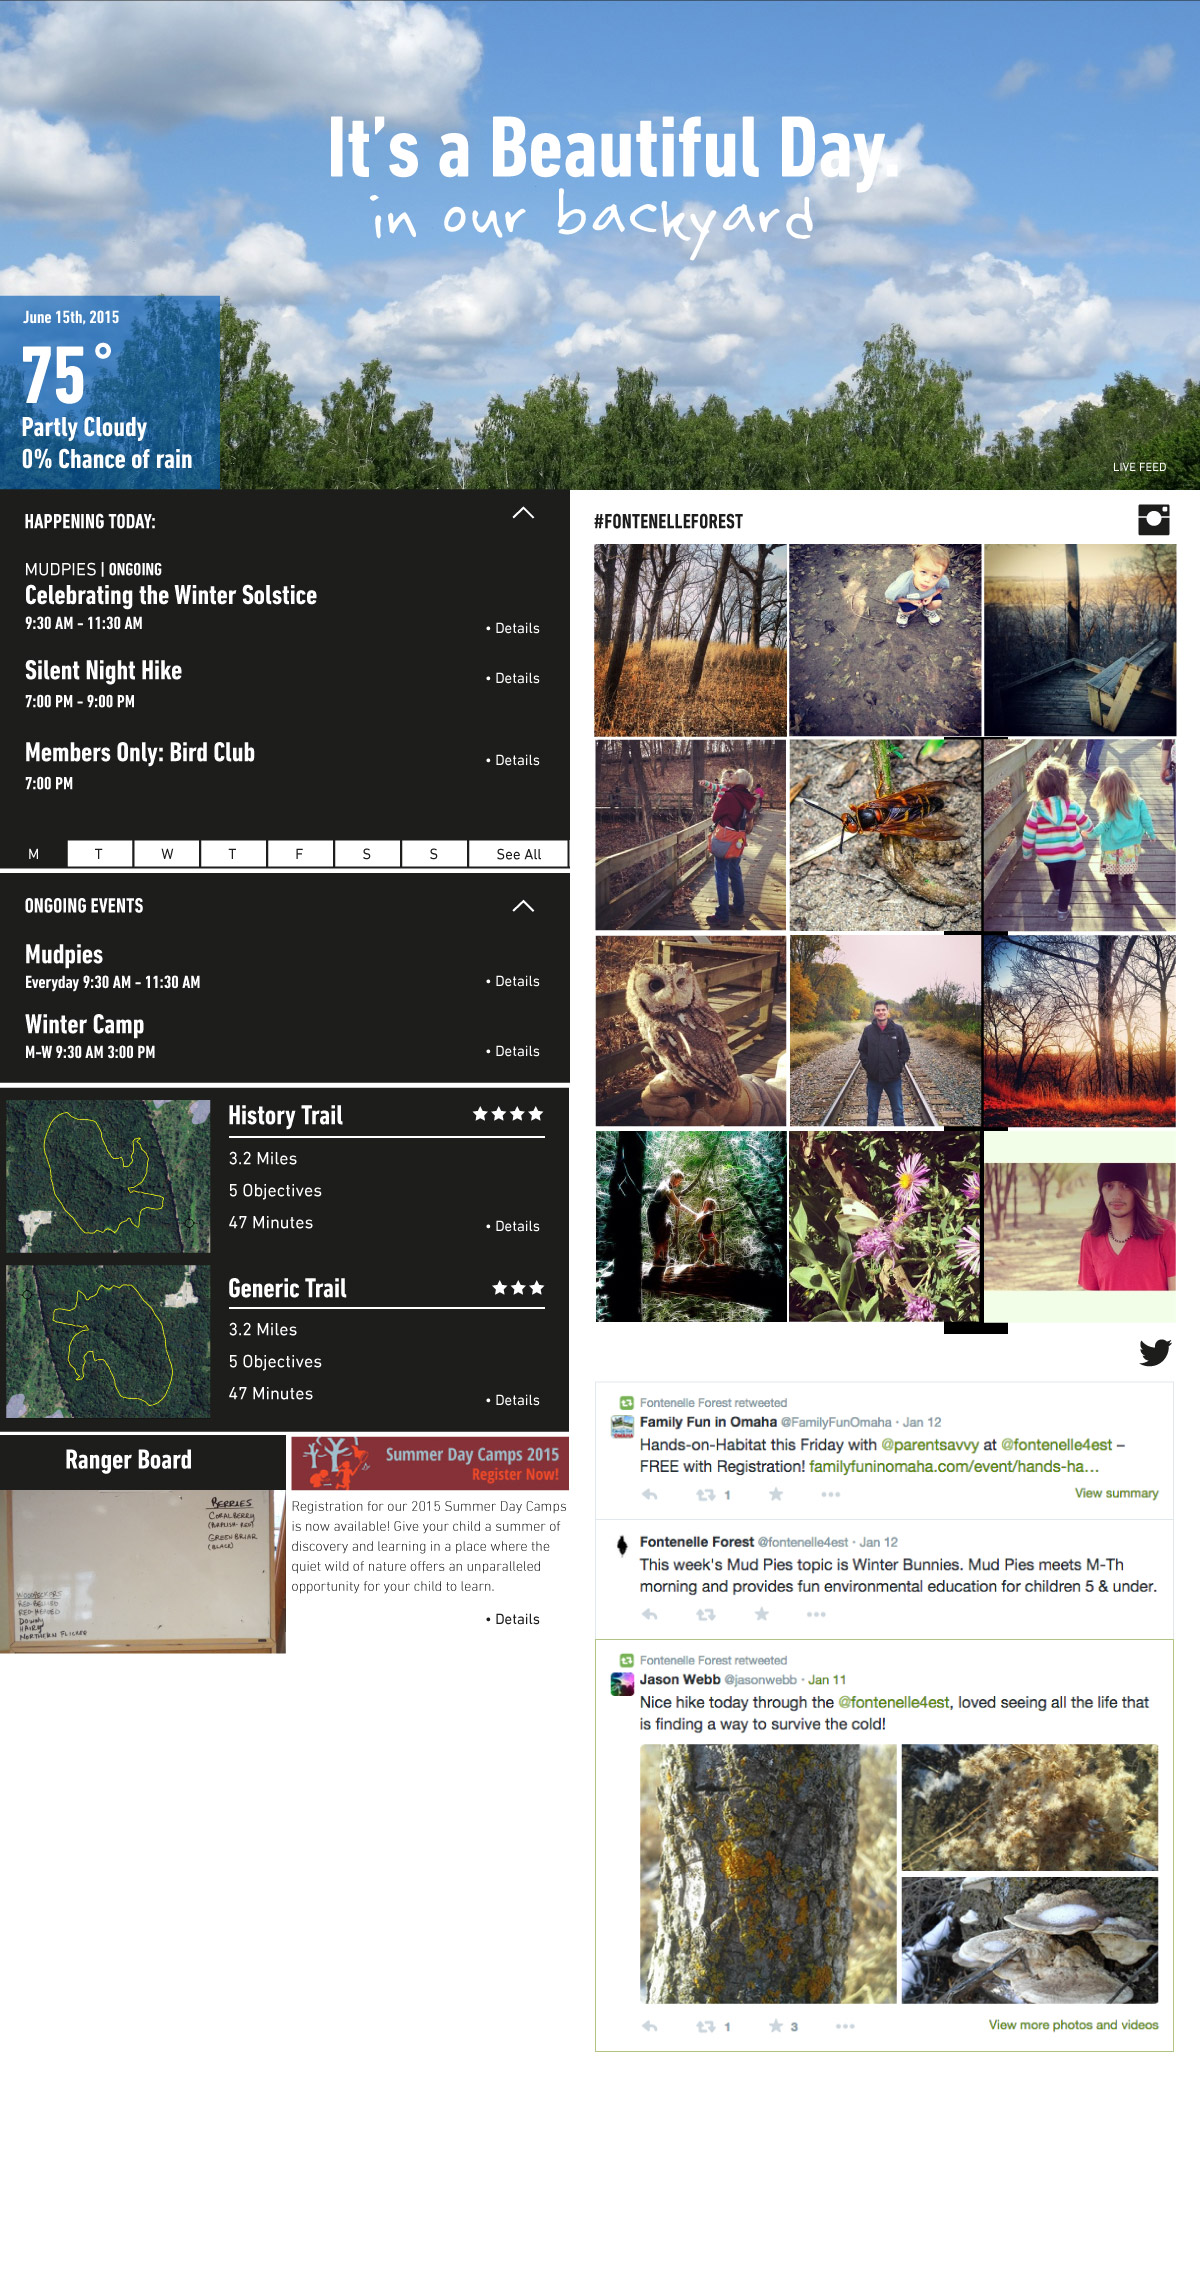 It's a Beautiful Day.
in our backyard
June 15th, 2015
75°
Partly Cloudy
0% Chance of rain
LIVE FEED
HAPPENING TODAY:
MUDPIES | ONGOING
Celebrating the Winter Solstice
9:30 AM - 11:30 AM
• Details
Silent Night Hike
• Details
7:00 PM - 9:00 PM
Members Only: Bird Club
• Details
7:00 PM
M T W T F S S See All
ONGOING EVENTS
Mudpies
Everyday 9:30 AM - 11:30 AM
• Details
Winter Camp
M-W 9:30 AM 3:00 PM
• Details
History Trail
3.2 Miles
5 Objectives
47 Minutes
• Details
Generic Trail
3.2 Miles
5 Objectives
47 Minutes
• Details
Ranger Board
BERRIES
CORALBERRY
GREENBRIAR
(BLACK)
WOODPECKERS
RED-BELLIED
RED-HEADED
DOWNY
HAIRY
NORTHERN FLICKER
Summer Day Camps 2015
Register Now!
Registration for our 2015 Summer Day Camps
is now available! Give your child a summer of
discovery and learning in a place where the
quiet wild of nature offers an unparalleled
opportunity for your child to learn.
• Details
#FONTENELLEFOREST
Fontenelle Forest retweeted
Family Fun in Omaha @FamilyFunOmaha · Jan 12
Hands-on-Habitat this Friday with @parentsavvy at @fontenelle4est –
FREE with Registration! familyfuninomaha.com/event/hands-ha...
1
View summary
Fontenelle Forest @fontenelle4est · Jan 12
This week's Mud Pies topic is Winter Bunnies. Mud Pies meets M-Th
morning and provides fun environmental education for children 5 & under.
Fontenelle Forest retweeted
Jason Webb @jasonwebb · Jan 11
Nice hike today through the @fontenelle4est, loved seeing all the life that
is finding a way to survive the cold!
1 3
View more photos and videos